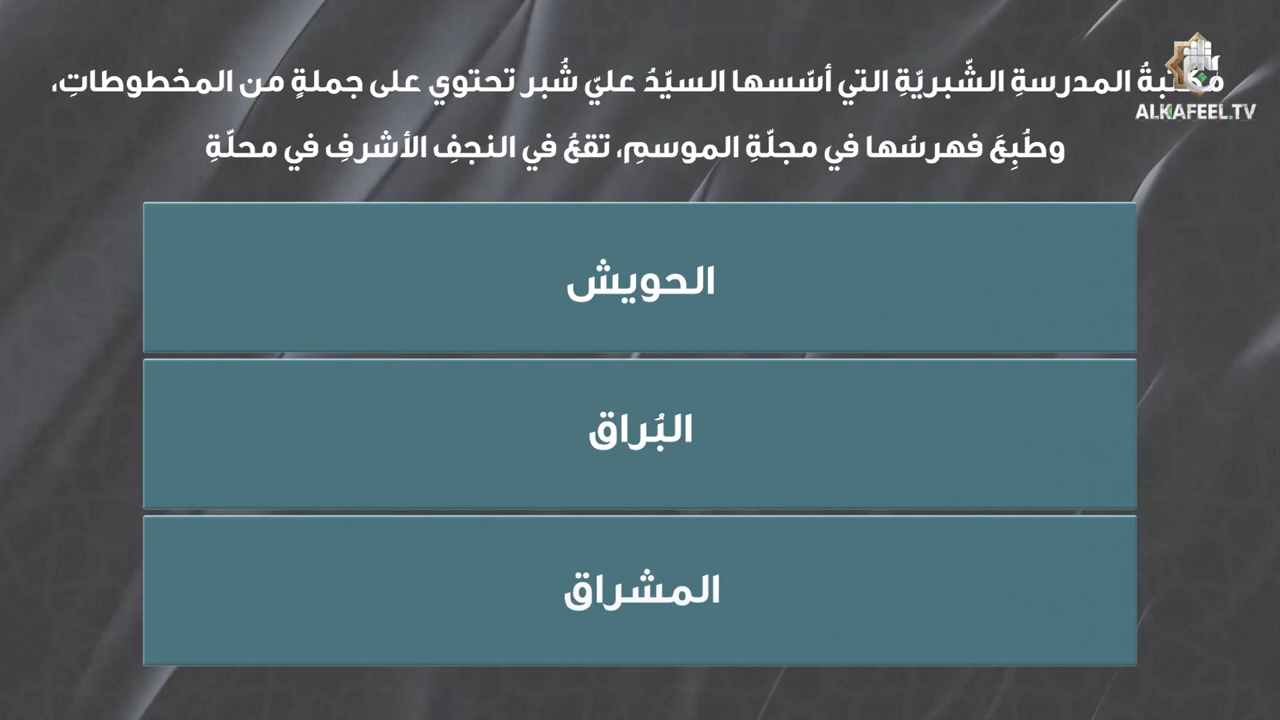 مكتبةُ المدرسةِ الشّبريّةِ التي أسّسها السيّدُ عليّ شُبر تحتوي على جملةٍ من المخطوطاتِ،
وطُبِعَ فهرسُها في مجلّةِ الموسمِ، تقعُ في النجفِ الأشرفِ في محلّةِ
الحويش
البُراق
المشراق
ALKAFEEL.TV